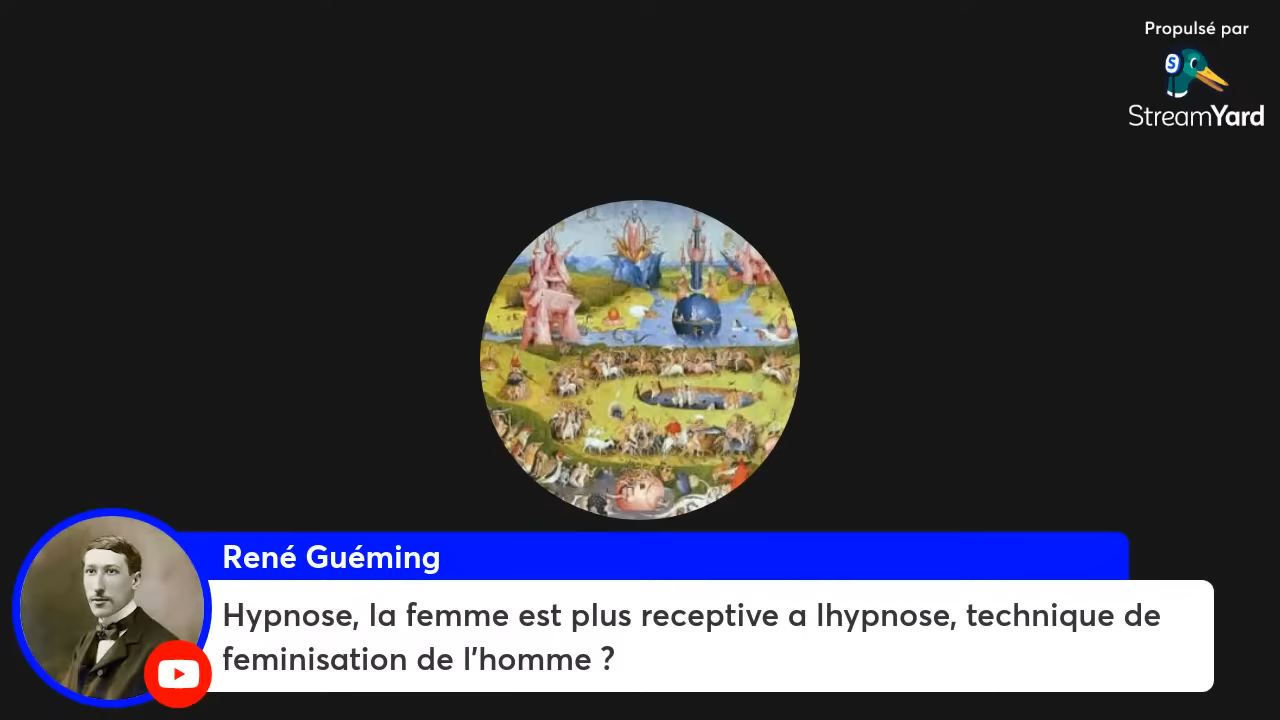 Propulsé par
StreamYard
René Guéming
Hypnose, la femme est plus receptive a lhypnose, technique de
feminisation de l'homme ?